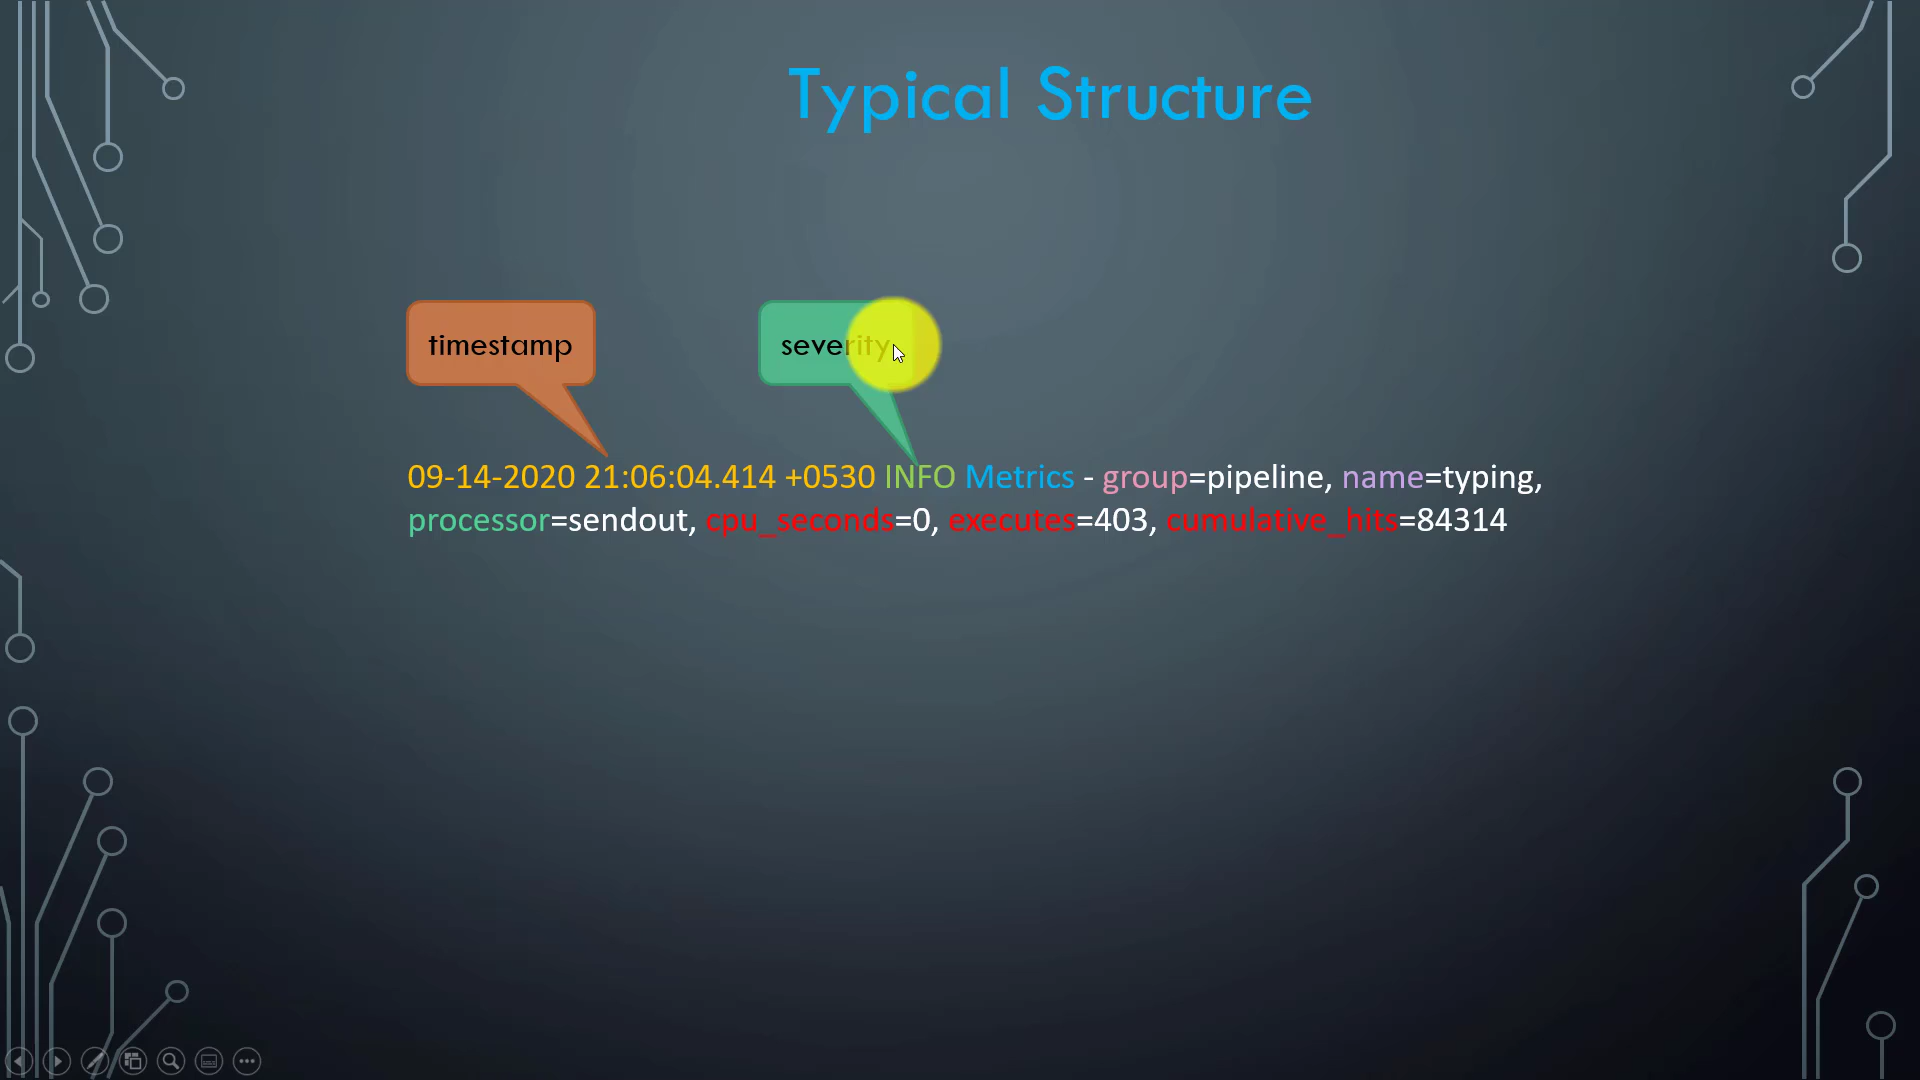 Typical Structure
timestamp
severity
09-14-2020 21:06:04.414 +0530 INFO Metrics - group=pipeline, name=typing,
processor=sendout, cpu_seconds=0, executes=403, cumulative_hits=84314